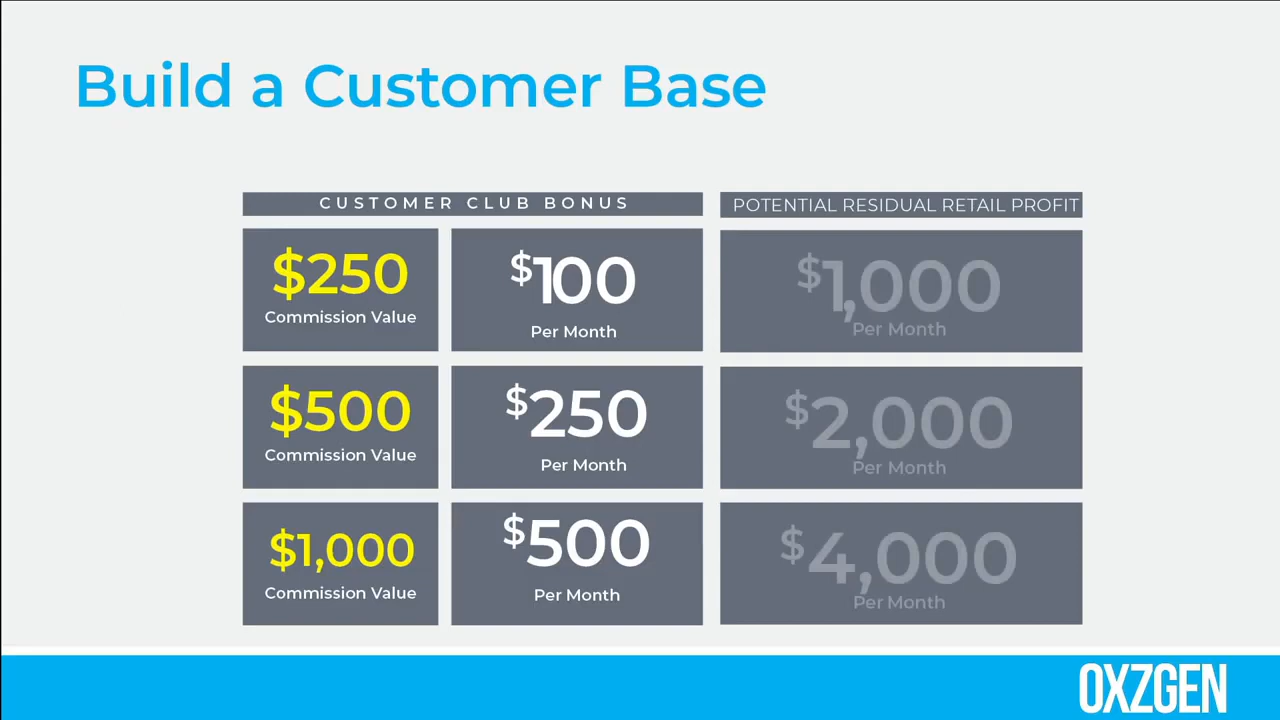 Build a Customer Base
CUSTOMER CLUB BONUS
POTENTIAL RESIDUAL RETAIL PROFIT
$250
Commission Value
$100
Per Month
$1,000
Per Month
$500
Commission Value
$250
Per Month
$2,000
Per Month
$1,000
Commission Value
$500
Per Month
$4,000
Per Month
OXZGEN